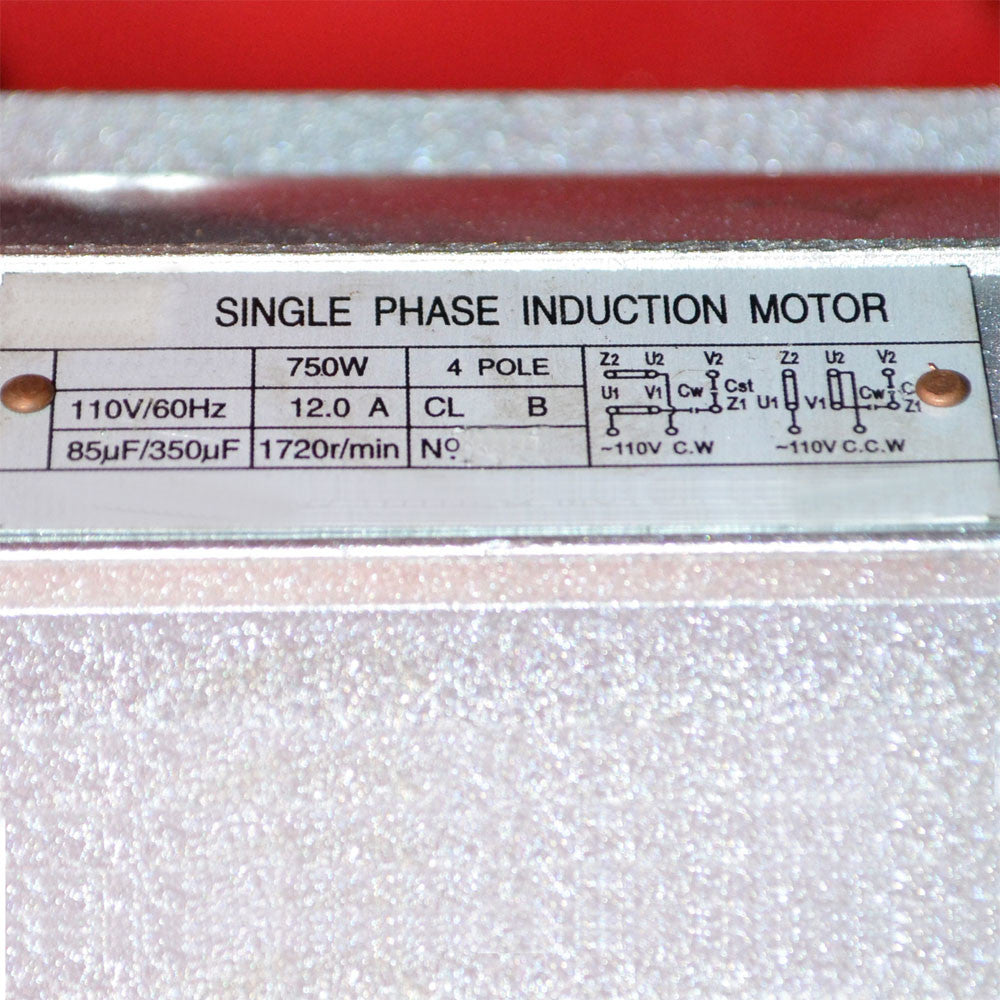 SINGLE PHASE INDUCTION MOTOR
750W 4 POLE
110V/60Hz 12.0 A CL B
85µF/350µF 1720r/min Nº
Z2 U2 V2 Z2 U2 V2
U1 V1 Cw Cst Z1 U1 V1 Cw Z1
~110V C.W ~110V C.C.W